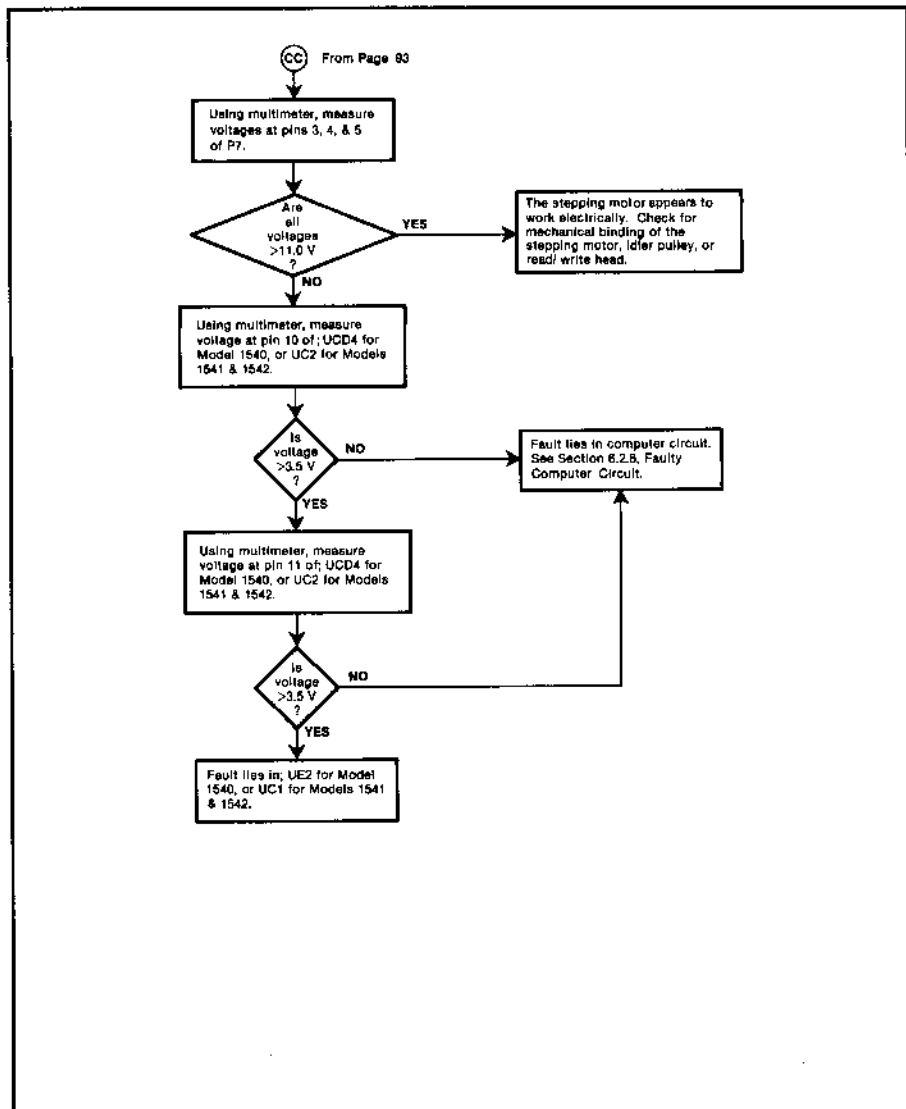 CC From Page 93
Using multimeter, measure
voltages at pins 3, 4, & 5
of P7.
Are
all
voltages
>11.0 V
?
YES
The stepping motor appears to
work electrically. Check for
mechanical binding of the
stepping motor, idler pulley, or
read/ write head.
NO
Using multimeter, measure
voltage at pin 10 of; UCD4
for Model 1540, or UC2 for Models
1541 & 1542.
Is
voltage
>3.5 V
?
NO
Fault lies in computer circuit.
See Section 6.2.8, Faulty
Computer Circuit.
YES
Using multimeter, measure
voltage at pin 11 of; UCD4 for
Model 1540, or UC2 for Models
1541 & 1542.
Is
voltage
>3.5 V
?
NO
YES
Fault lies in; UE2 for Model
1540, or UC1 for Models 1541
& 1542.